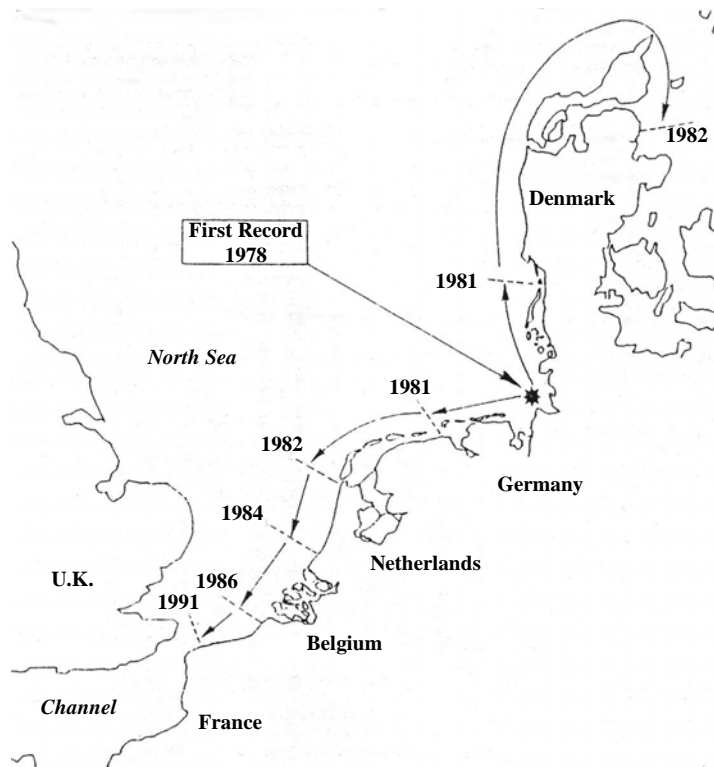 1982
Denmark
First Record
1978
1981
North Sea
1981
1982
Germany
1984
Netherlands
U.K.
1986
1991
Belgium
Channel
France